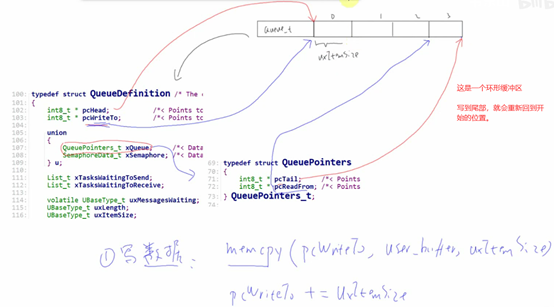 Queue_t 0 1 2 3
uxItemSize
这是一个环形缓冲区
写到尾部，就会重新回到开始的位置。
100: typedef struct QueueDefinition /* The
101: {
102: int8_t * pcHead; /*< Points to
103: int8_t * pcWriteTo; /*< Points to
105: union
106: {
107: QueuePointers_t xQueue; /*< Data
108: SemaphoreData_t xSemaphore; /*< Data
109: } u;
111: List_t xTasksWaitingToSend;
112: List_t xTasksWaitingToReceive;
114: volatile UBaseType_t uxMessagesWaiting;
115: UBaseType_t uxLength;
116: UBaseType_t uxItemSize;
69: typedef struct QueuePointers
70: {
71: int8_t * pcTail; /*< Points
72: int8_t * pcReadFrom; /*< Points
73: } QueuePointers_t;
① 写数据: memcpy(pcWriteTo, user_buffer, uxItemSize)
pcWriteTo += uxItemSize